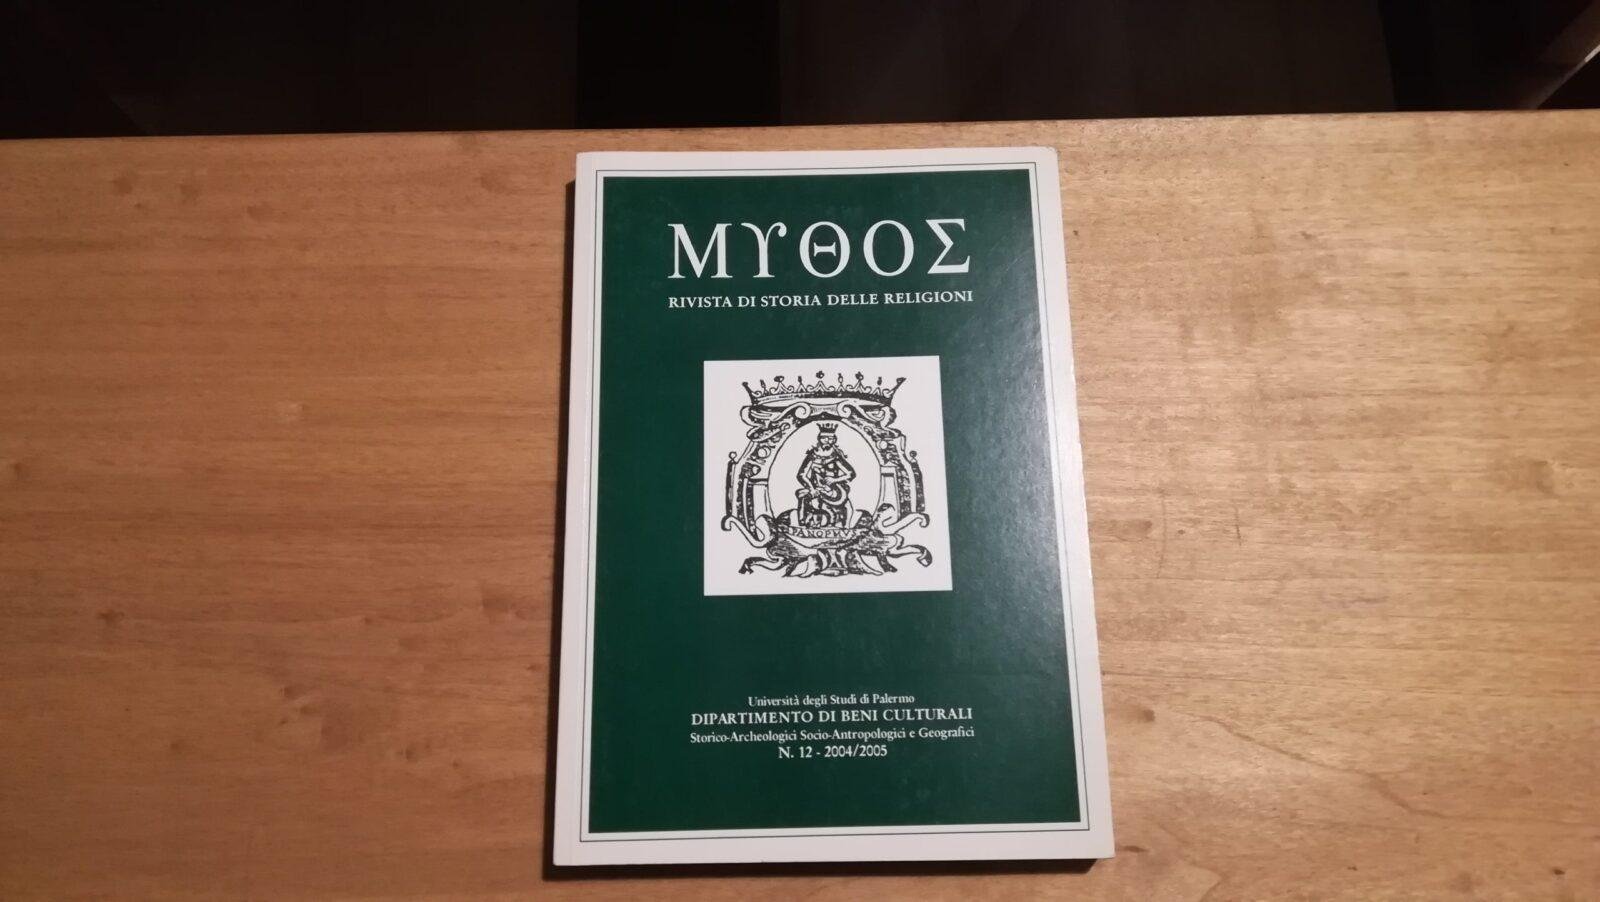 ΜΥΘΟΣ
RIVISTA DI STORIA DELLE RELIGIONI
PANORMVS
Università degli Studi di Palermo
DIPARTIMENTO DI BENI CULTURALI
Storico-Archeologici Socio-Antropologici e Geografici
N. 12 - 2004/2005